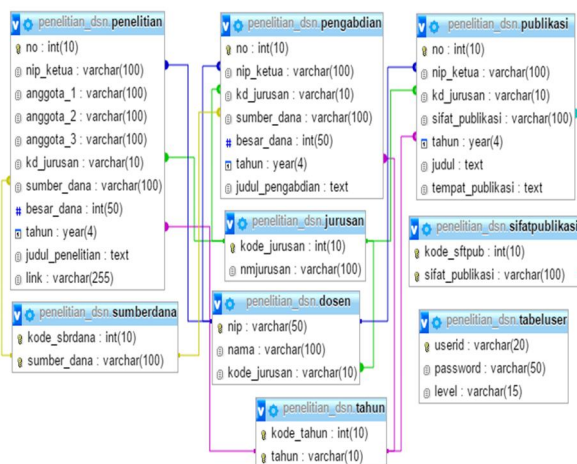 penelitian_dsn.penelitian
no : int(10)
nip_ketua : varchar(100)
anggota_1 : varchar(100)
anggota_2 : varchar(100)
anggota_3 : varchar(100)
kd_jurusan : varchar(10)
sumber_dana : varchar(100)
# besar_dana : int(50)
tahun : year(4)
judul_penelitian : text
link : varchar(255)
penelitian_dsn.pengabdian
no : int(10)
nip_ketua : varchar(100)
kd_jurusan : varchar(10)
sumber_dana : varchar(100)
# besar_dana : int(50)
tahun : year(4)
judul_pengabdian : text
penelitian_dsn.publikasi
no : int(10)
nip_ketua : varchar(100)
kd_jurusan : varchar(10)
sifat_publikasi : varchar(100)
tahun : year(4)
judul : text
tempat_publikasi : text
penelitian_dsn.jurusan
kode_jurusan : int(10)
nmjurusan : varchar(100)
penelitian_dsn.sifatpublikasi
kode_sftpub : int(10)
sifat_publikasi : varchar(100)
penelitian_dsn.sumberdana
kode_sbrdana : int(10)
sumber_dana : varchar(100)
penelitian_dsn.dosen
nip : varchar(50)
nama : varchar(100)
kode_jurusan : varchar(10)
penelitian_dsn.tabeluser
userid : varchar(20)
password : varchar(50)
level : varchar(15)
penelitian_dsn.tahun
kode_tahun : int(10)
tahun : varchar(10)